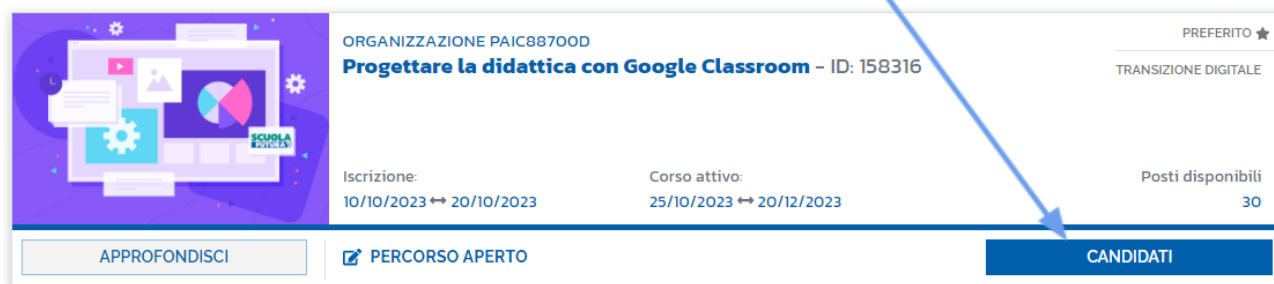 SCUOLA
FUTURA
ORGANIZZAZIONE PAIC88700D
Progettare la didattica con Google Classroom - ID: 158316
PREFERITO
TRANSIZIONE DIGITALE
Iscrizione:
10/10/2023 ↔ 20/10/2023
Corso attivo:
25/10/2023 ↔ 20/12/2023
Posti disponibili
30
APPROFONDISCI
PERCORSO APERTO
CANDIDATI